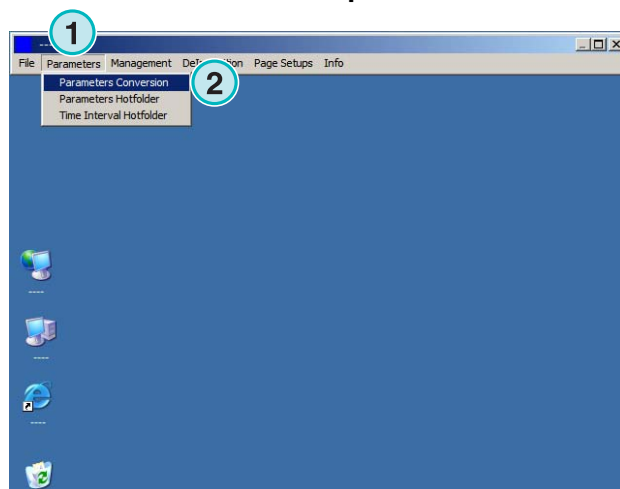 1
----
File Parameters Management Page Setups Info
Parameters Conversion
2
Parameters Hotfolder
Time Interval Hotfolder
----
----
----